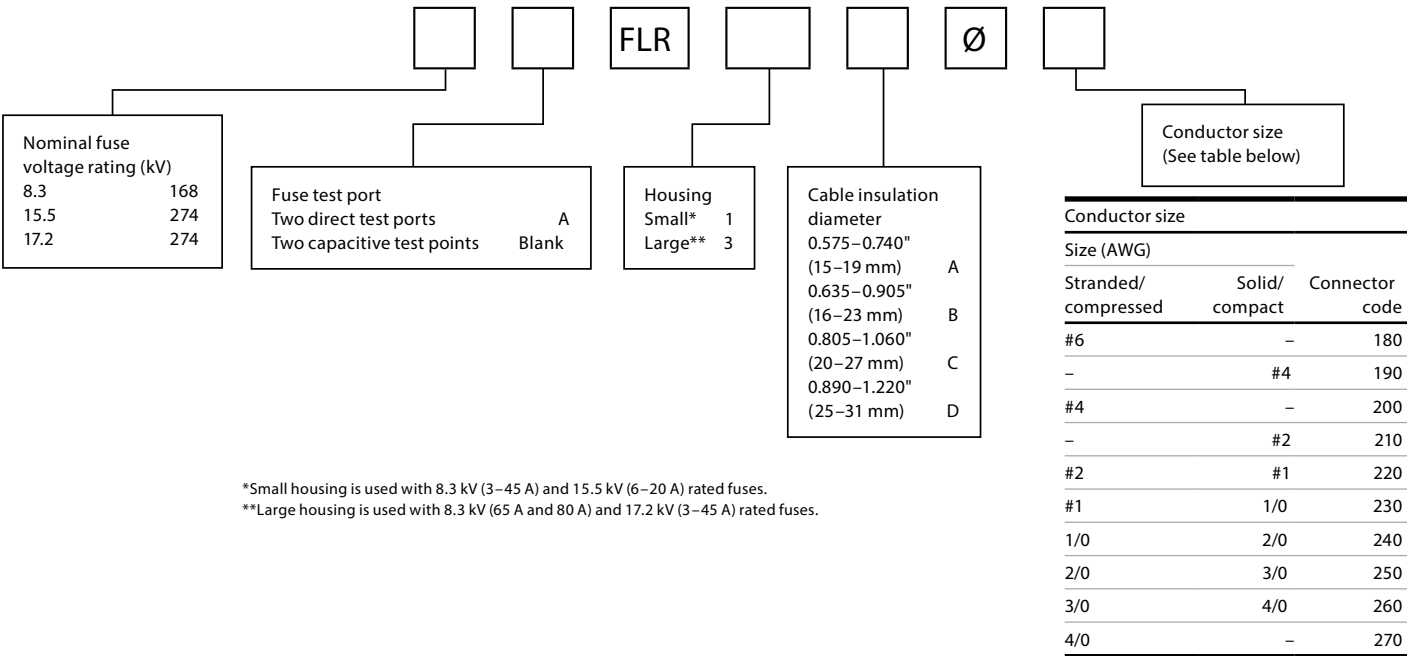 FLR Ø
Nominal fuse
voltage rating (kV)
8.3 168
15.5 274
17.2 274
Fuse test port
Two direct test ports A
Two capacitive test points Blank
Housing
Small* 1
Large** 3
Cable insulation
diameter
0.575–0.740"
(15–19 mm) A
0.635–0.905"
(16–23 mm) B
0.805–1.060"
(20–27 mm) C
0.890–1.220"
(25–31 mm) D
Conductor size
(See table below)
Conductor size
Size (AWG)
Stranded/ Solid/ Connector
compressed compact code
#6 – 180
– #4 190
#4 – 200
– #2 210
#2 #1 220
#1 1/0 230
1/0 2/0 240
2/0 3/0 250
3/0 4/0 260
4/0 – 270
*Small housing is used with 8.3 kV (3–45 A) and 15.5 kV (6–20 A) rated fuses.
**Large housing is used with 8.3 kV (65 A and 80 A) and 17.2 kV (3–45 A) rated fuses.